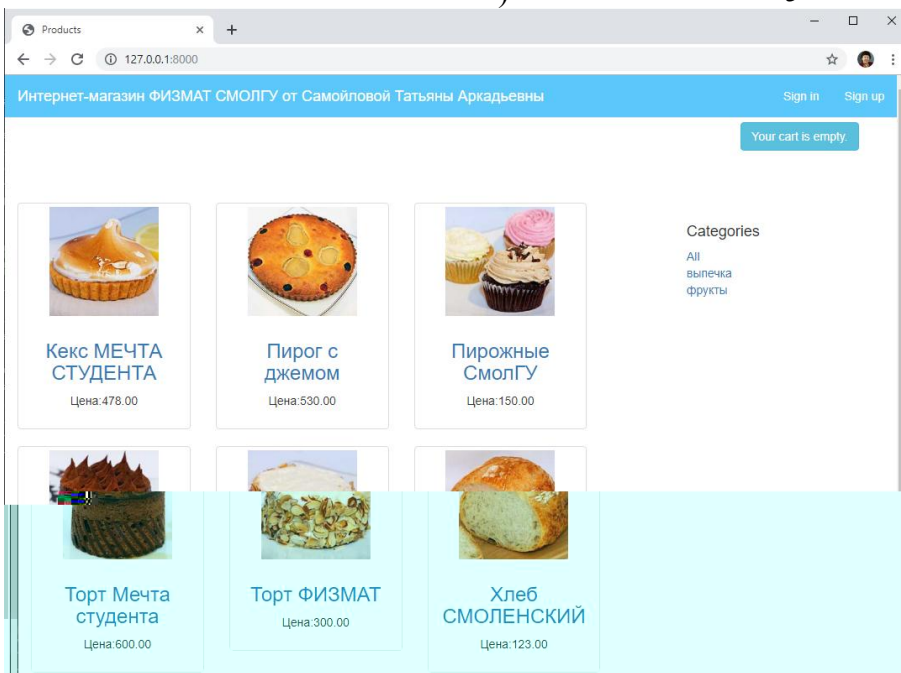 Products
127.0.0.1:8000
Интернет-магазин ФИЗМАТ СМОЛГУ от Самойловой Татьяны Аркадьевны
Sign in
Sign up
Your cart is empty.
Categories
All
выпечка
фрукты
Кекс МЕЧТА
СТУДЕНТА
Цена:478.00
Пирог с
джемом
Цена:530.00
Пирожные
СмолГУ
Цена:150.00
Торт Мечта
студента
Цена:600.00
Торт ФИЗМАТ
Цена:300.00
Хлеб
СМОЛЕНСКИЙ
Цена:123.00